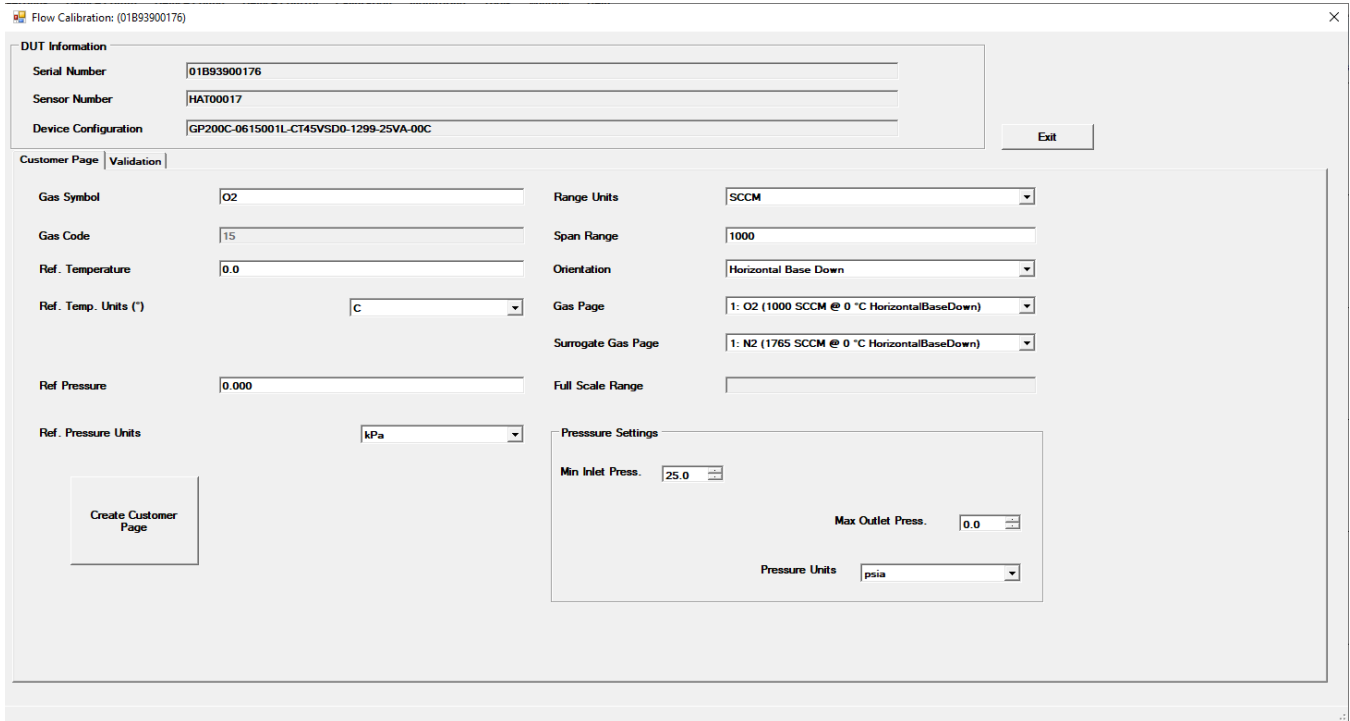 Flow Calibration: (01B93900176)
DUT Information
Serial Number 01B93900176
Sensor Number HAT00017
Device Configuration GP200C-0615001L-CT45VSD0-1299-25VA-00C
Exit
Customer Page Validation
Gas Symbol O2 Range Units SCCM
Gas Code 15 Span Range 1000
Ref. Temperature 0.0 Orientation Horizontal Base Down
Ref. Temp. Units (°) C Gas Page 1: O2 (1000 SCCM @ 0 °C HorizontalBaseDown)
Surrogate Gas Page 1: N2 (1765 SCCM @ 0 °C HorizontalBaseDown)
Ref Pressure 0.000 Full Scale Range
Ref. Pressure Units kPa Presssure Settings
Min Inlet Press. 25.0
Create Customer
Page
Max Outlet Press. 0.0
Pressure Units psia